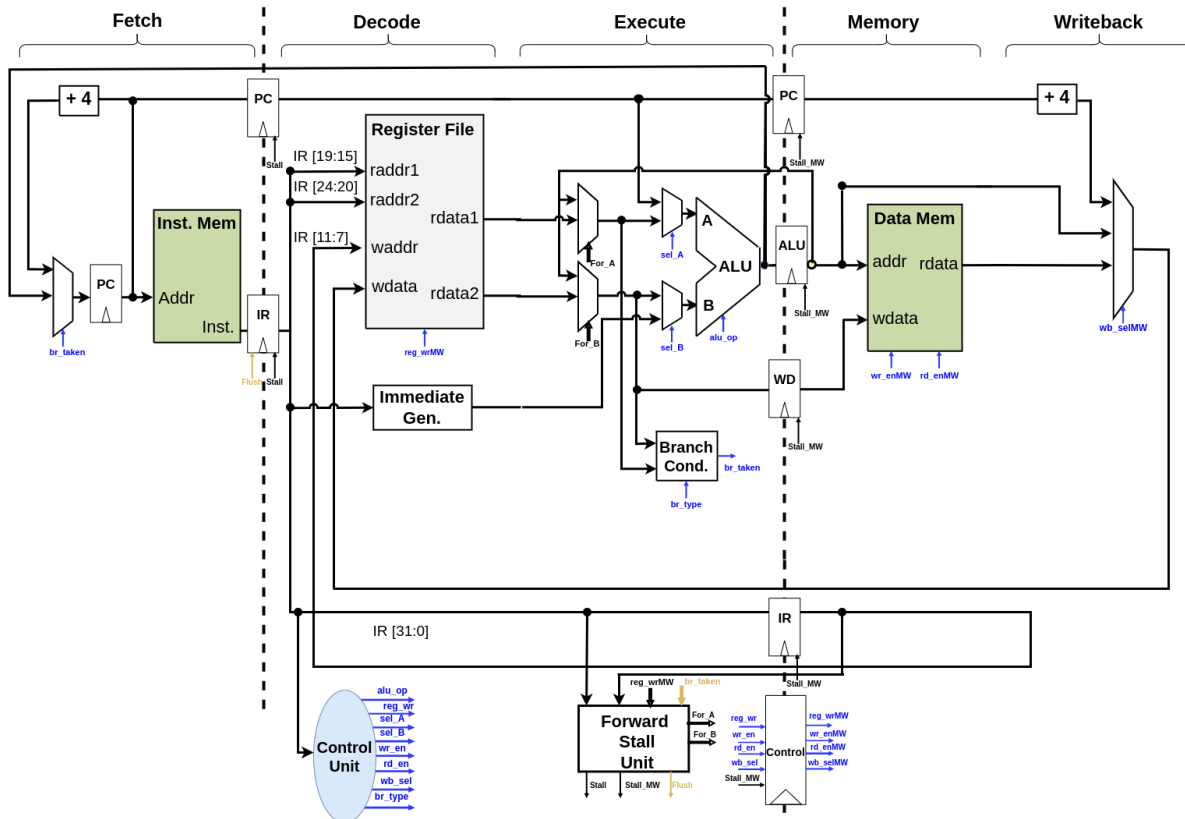 Fetch
Decode
Execute
Memory
Writeback
+ 4
PC
Stall
PC
Stall_MW
+ 4
Register File
IR [19:15]
raddr1
IR [24:20]
raddr2
rdata1
IR [11:7]
waddr
wdata
rdata2
reg_wrMW
Inst. Mem
Addr
Inst.
PC
br_taken
IR
Flush
Stall
For_A
For_B
sel_A
sel_B
A
ALU
B
alu_op
ALU
Stall_MW
Data Mem
addr
rdata
wdata
wr_enMW
rd_enMW
wb_selMW
Immediate
Gen.
WD
Stall_MW
Branch
Cond.
br_taken
br_type
IR [31:0]
IR
Stall_MW
Control
Unit
alu_op
reg_wr
sel_A
sel_B
wr_en
rd_en
wb_sel
br_type
reg_wrMW
br_taken
Forward
Stall
Unit
For_A
For_B
Stall
Stall_MW
Flush
reg_wr
wr_en
rd_en
wb_sel
Stall_MW
Control
reg_wrMW
wr_enMW
rd_enMW
wb_selMW